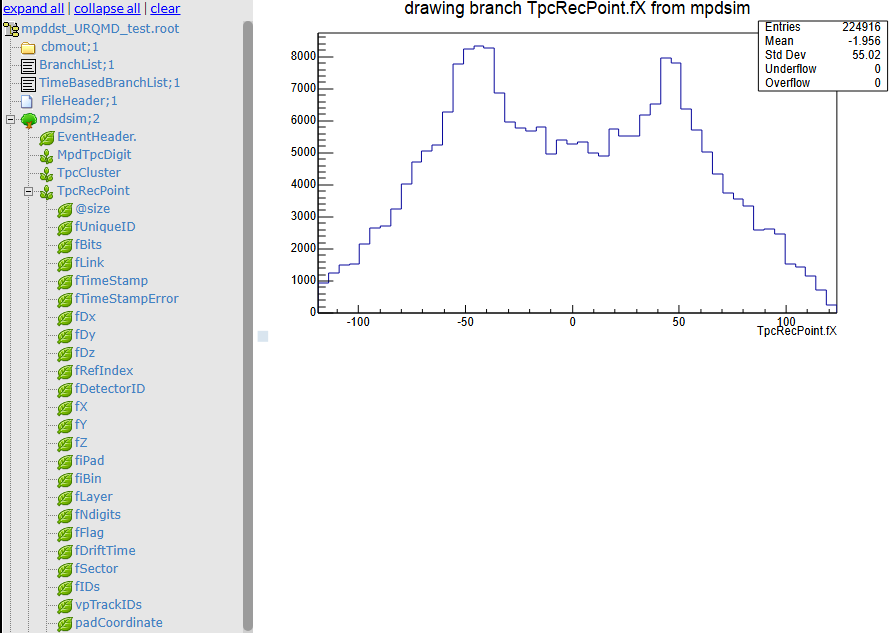 expand all | collapse all | clear
mpddst_URQMD_test.root
cbmout;1
BranchList;1
TimeBasedBranchList;1
FileHeader;1
mpdsim;2
EventHeader.
MpdTpcDigit
TpcCluster
TpcRecPoint
@size
fUniqueID
fBits
fLink
fTimeStamp
fTimeStampError
fDx
fDy
fDz
fRefIndex
fDetectorID
fX
fY
fZ
fiPad
fiBin
fLayer
fNdigits
fFlag
fDriftTime
fSector
fIDs
vpTrackIDs
padCoordinate
drawing branch TpcRecPoint.fX from mpdsim
Entries 224916
Mean -1.956
Std Dev 55.02
Underflow 0
Overflow 0
8000
7000
6000
5000
4000
3000
2000
1000
0
-100 -50 0 50 100
TpcRecPoint.fX